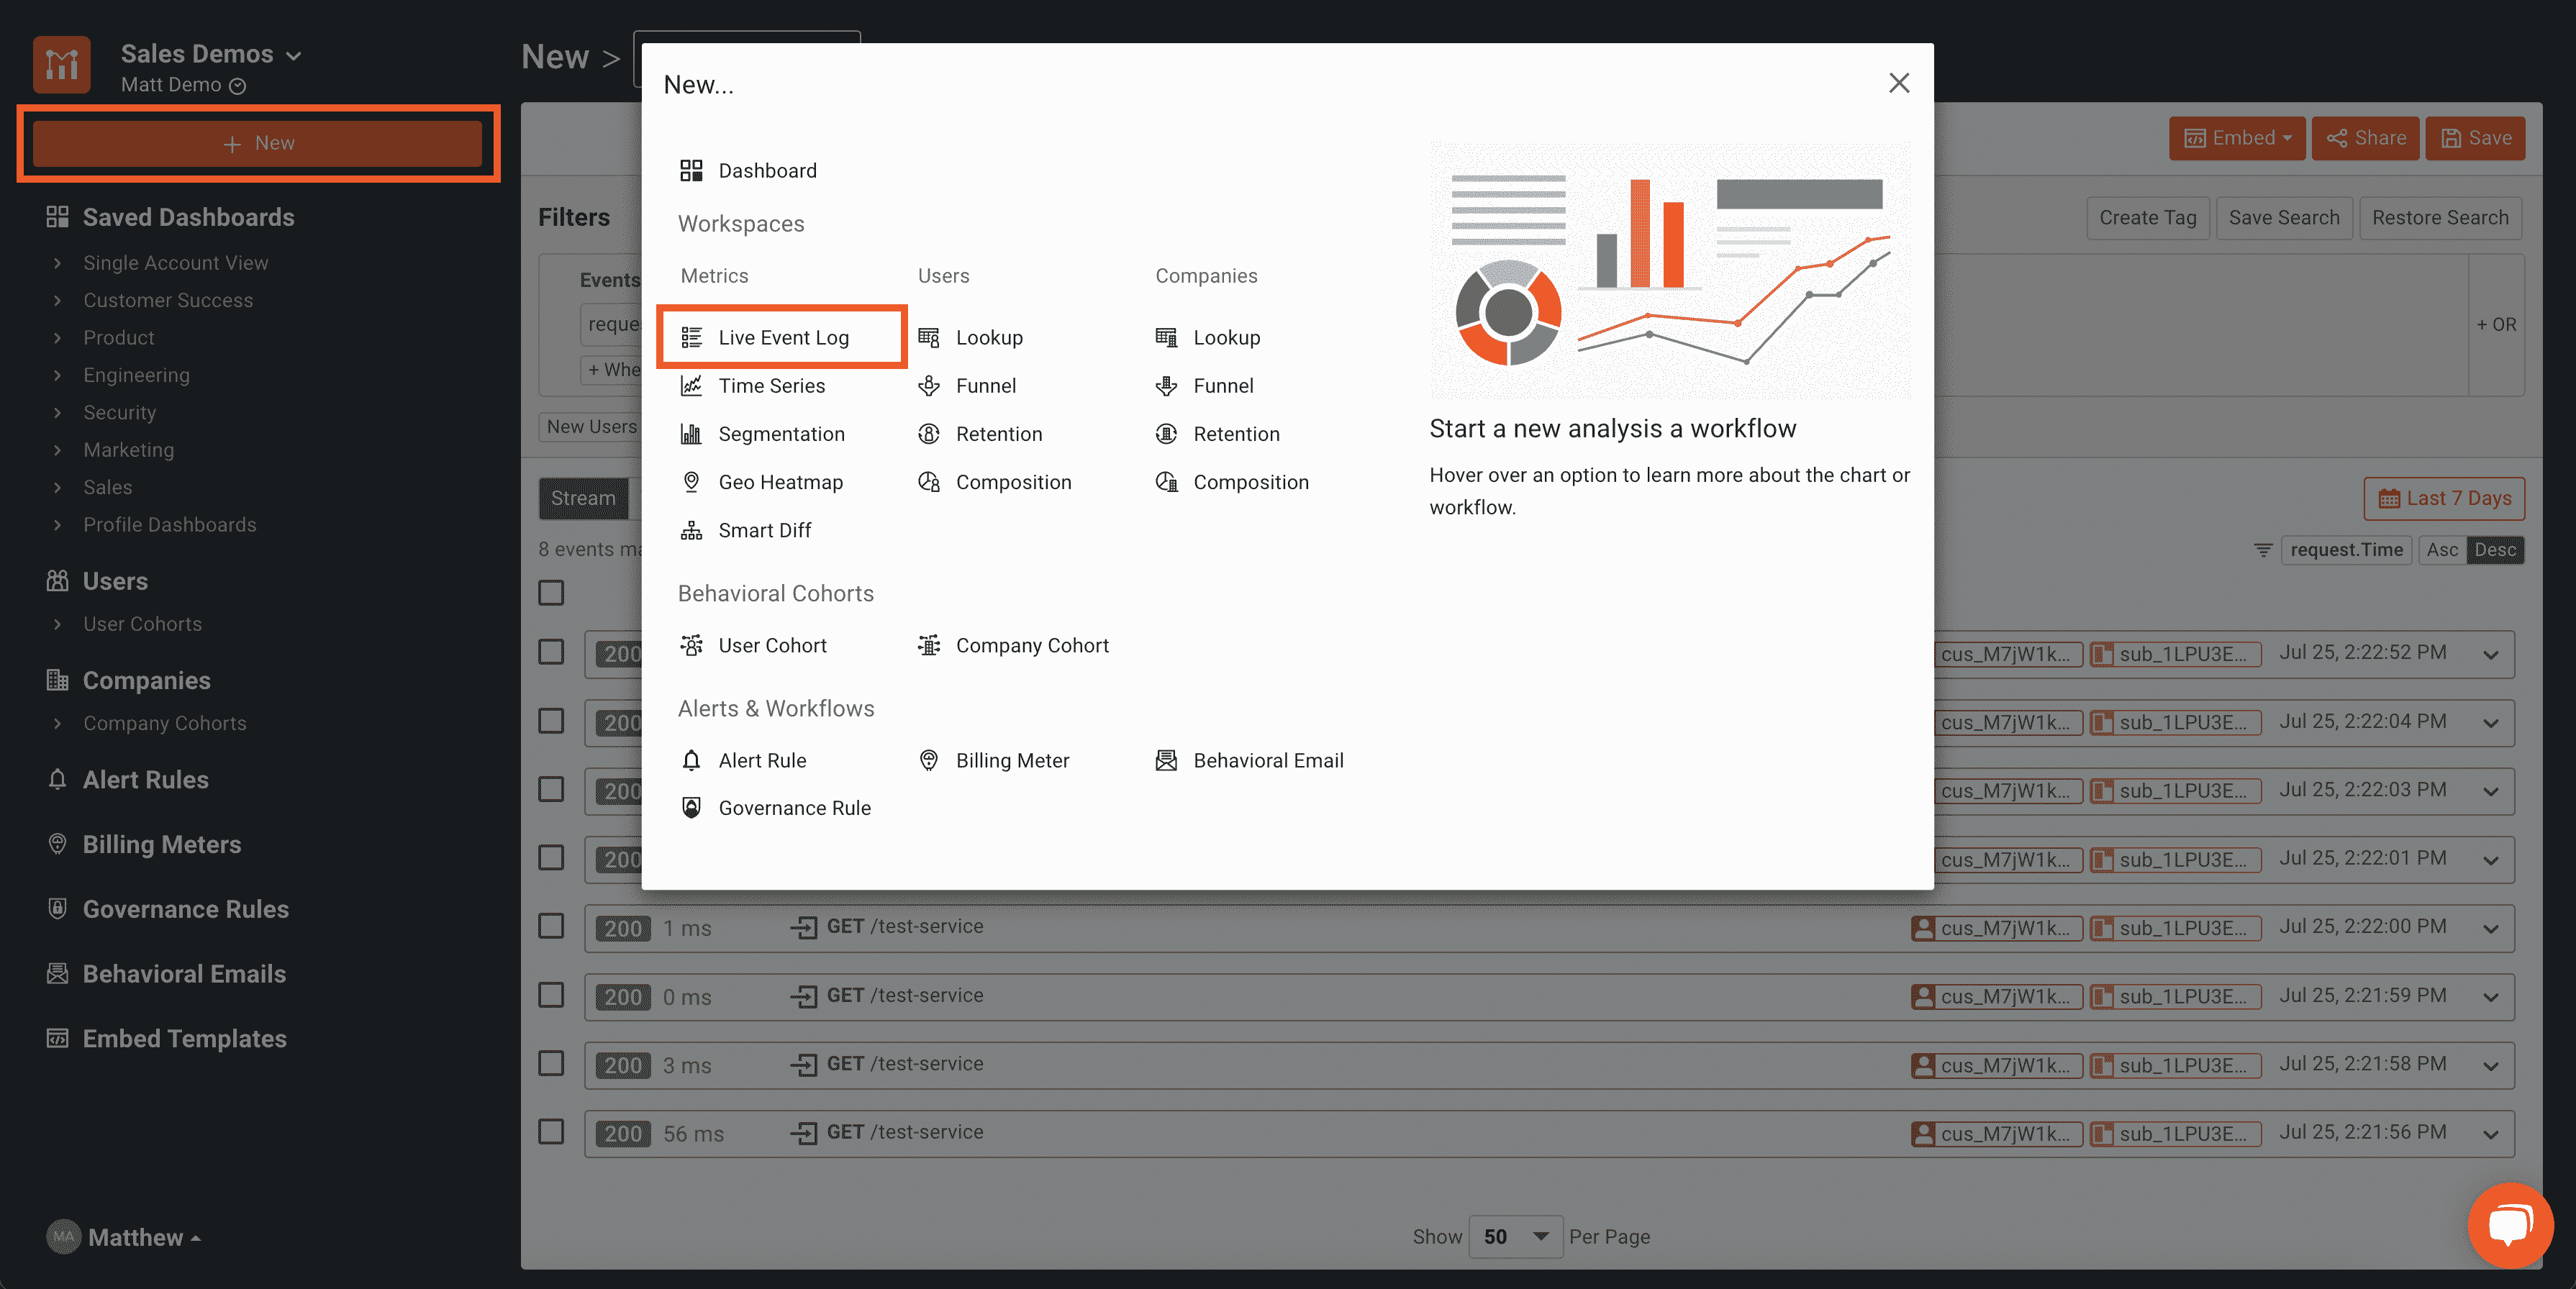 Sales Demos
Matt Demo
+ New
Saved Dashboards
Single Account View
Customer Success
Product
Engineering
Security
Marketing
Sales
Profile Dashboards
Users
User Cohorts
Companies
Company Cohorts
Alert Rules
Billing Meters
Governance Rules
Behavioral Emails
Embed Templates
MA Matthew
New >
Embed Share Save
Filters
Create Tag Save Search Restore Search
Events
+ OR
New Users
Stream
Last 7 Days
8 events
request.Time Asc Desc
New...
Dashboard
Workspaces
Metrics Users Companies
Live Event Log Lookup Lookup
Time Series Funnel Funnel
Segmentation Retention Retention
Geo Heatmap Composition Composition
Smart Diff
Behavioral Cohorts
User Cohort Company Cohort
Alerts & Workflows
Alert Rule Billing Meter Behavioral Email
Governance Rule
Start a new analysis a workflow
Hover over an option to learn more about the chart or
workflow.
200 cus_M7jW1k... sub_1LPU3E... Jul 25, 2:22:52 PM
200 cus_M7jW1k... sub_1LPU3E... Jul 25, 2:22:04 PM
200 cus_M7jW1k... sub_1LPU3E... Jul 25, 2:22:03 PM
200 cus_M7jW1k... sub_1LPU3E... Jul 25, 2:22:01 PM
200 1 ms GET /test-service cus_M7jW1k... sub_1LPU3E... Jul 25, 2:22:00 PM
200 0 ms GET /test-service cus_M7jW1k... sub_1LPU3E... Jul 25, 2:21:59 PM
200 3 ms GET /test-service cus_M7jW1k... sub_1LPU3E... Jul 25, 2:21:58 PM
200 56 ms GET /test-service cus_M7jW1k... sub_1LPU3E... Jul 25, 2:21:56 PM
Show 50 Per Page